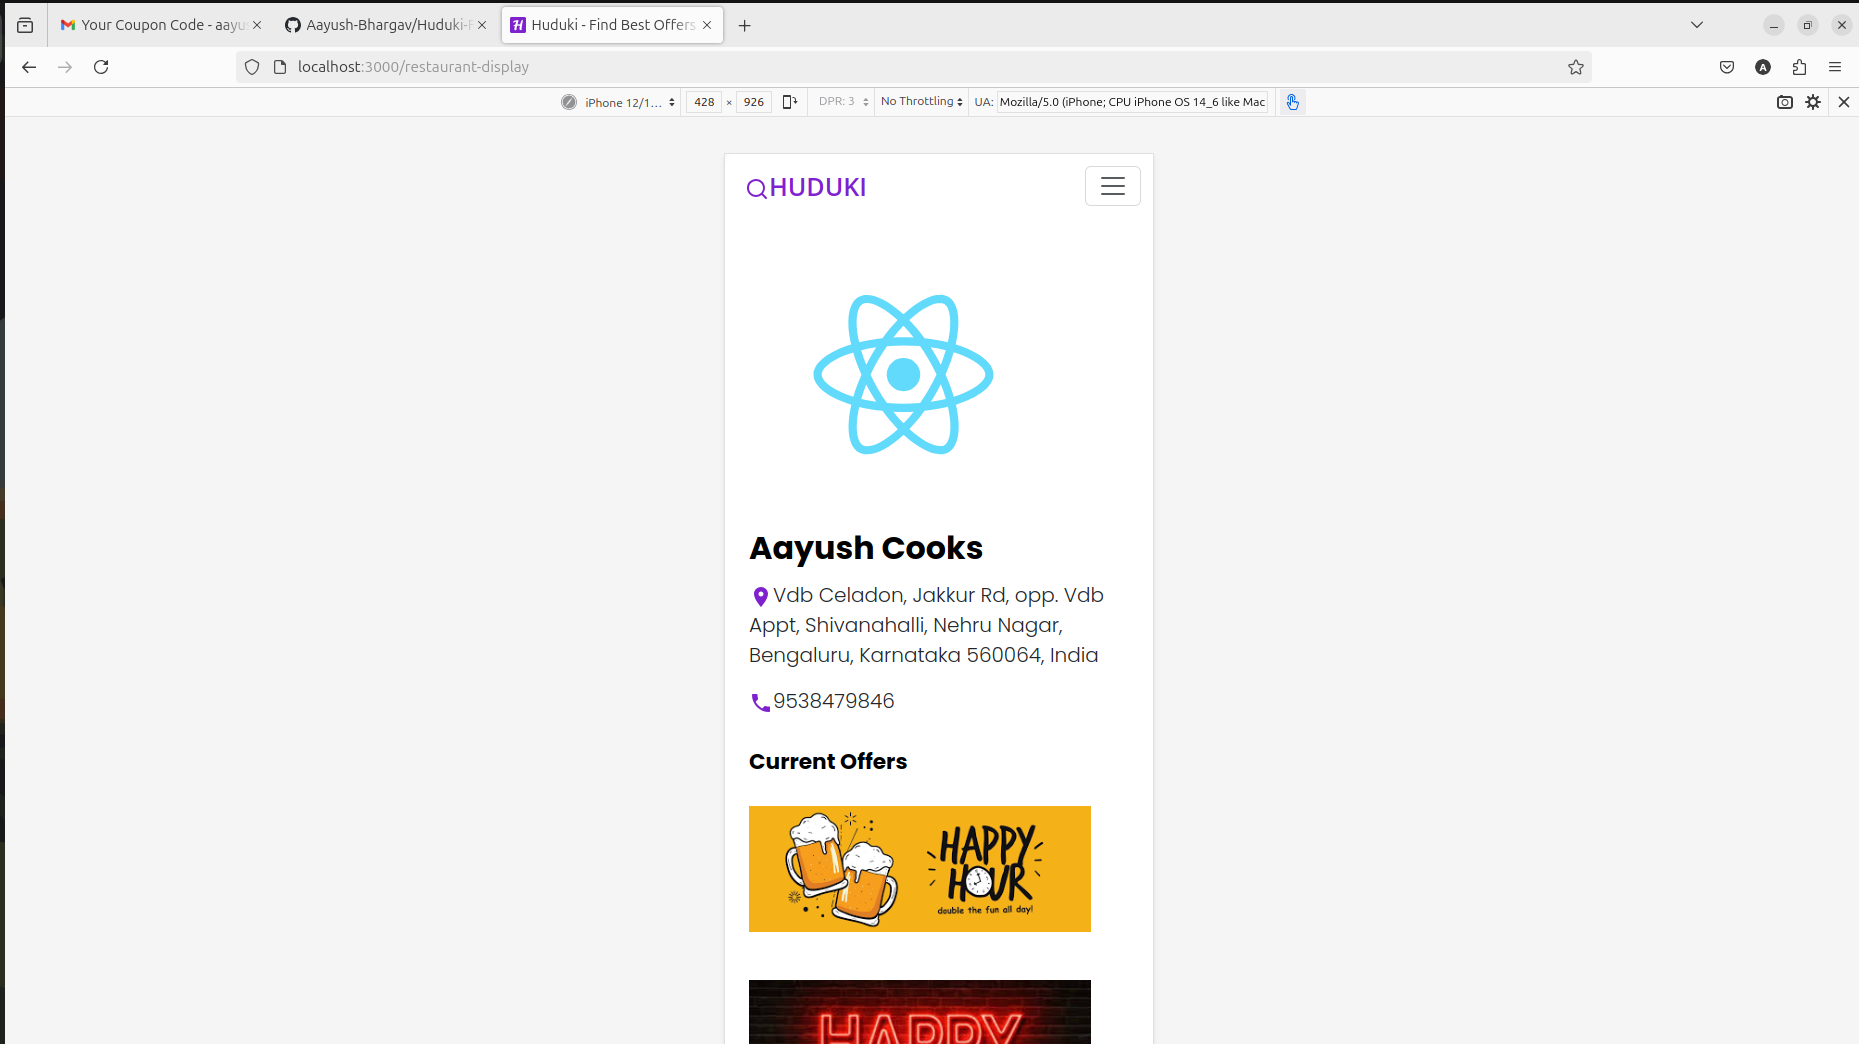 Your Coupon Code - aayu
Aayush-Bhargav/Huduki-F
Huduki - Find Best Offers
localhost:3000/restaurant-display
A
iPhone 12/1... 428 × 926 DPR: 3 No Throttling UA: Mozilla/5.0 (iPhone; CPU iPhone OS 14_6 like Mac
HUDUKI
Aayush Cooks
Vdb Celadon, Jakkur Rd, opp. Vdb
Appt, Shivanahalli, Nehru Nagar,
Bengaluru, Karnataka 560064, India
9538479846
Current Offers
HAPPY
HOUR
double the fun all day!
HAPPY